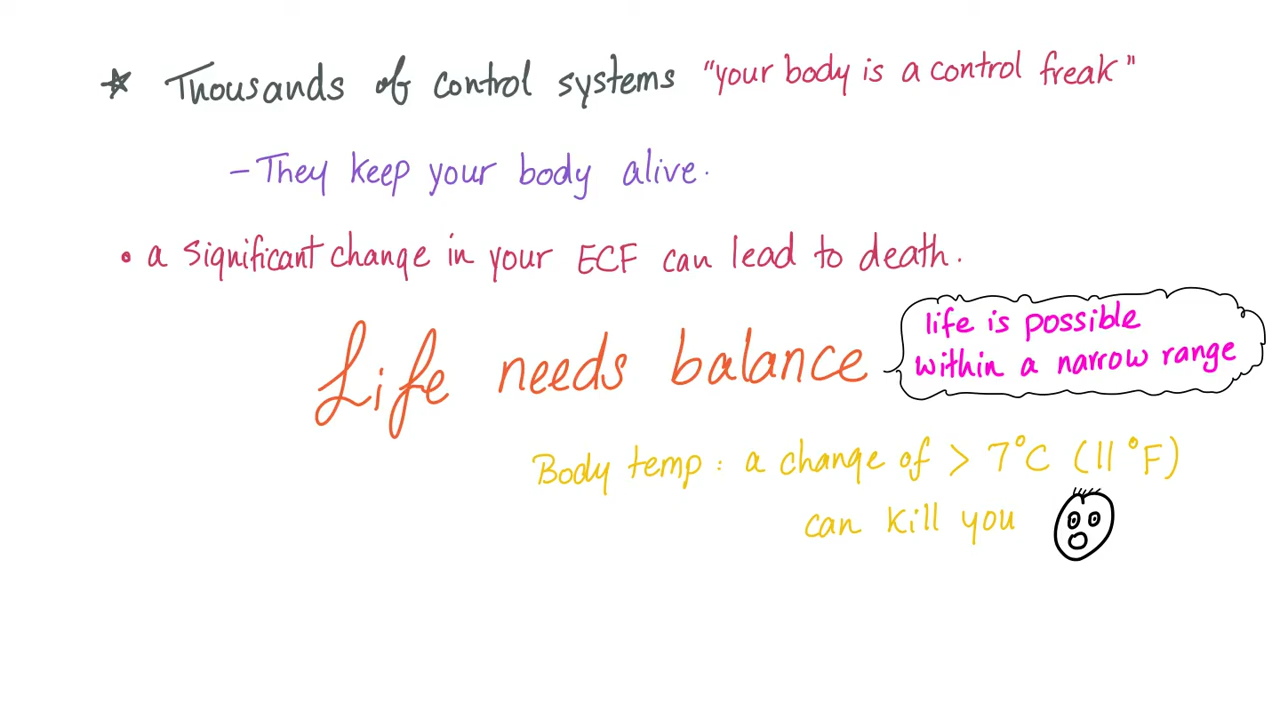 ★ Thousands of control systems "your body is a control freak"
- They keep your body alive.
• a significant change in your ECF can lead to death.
Life needs balance
life is possible
within a narrow range
Body temp: a change of > 7°C (11°F)
can kill you